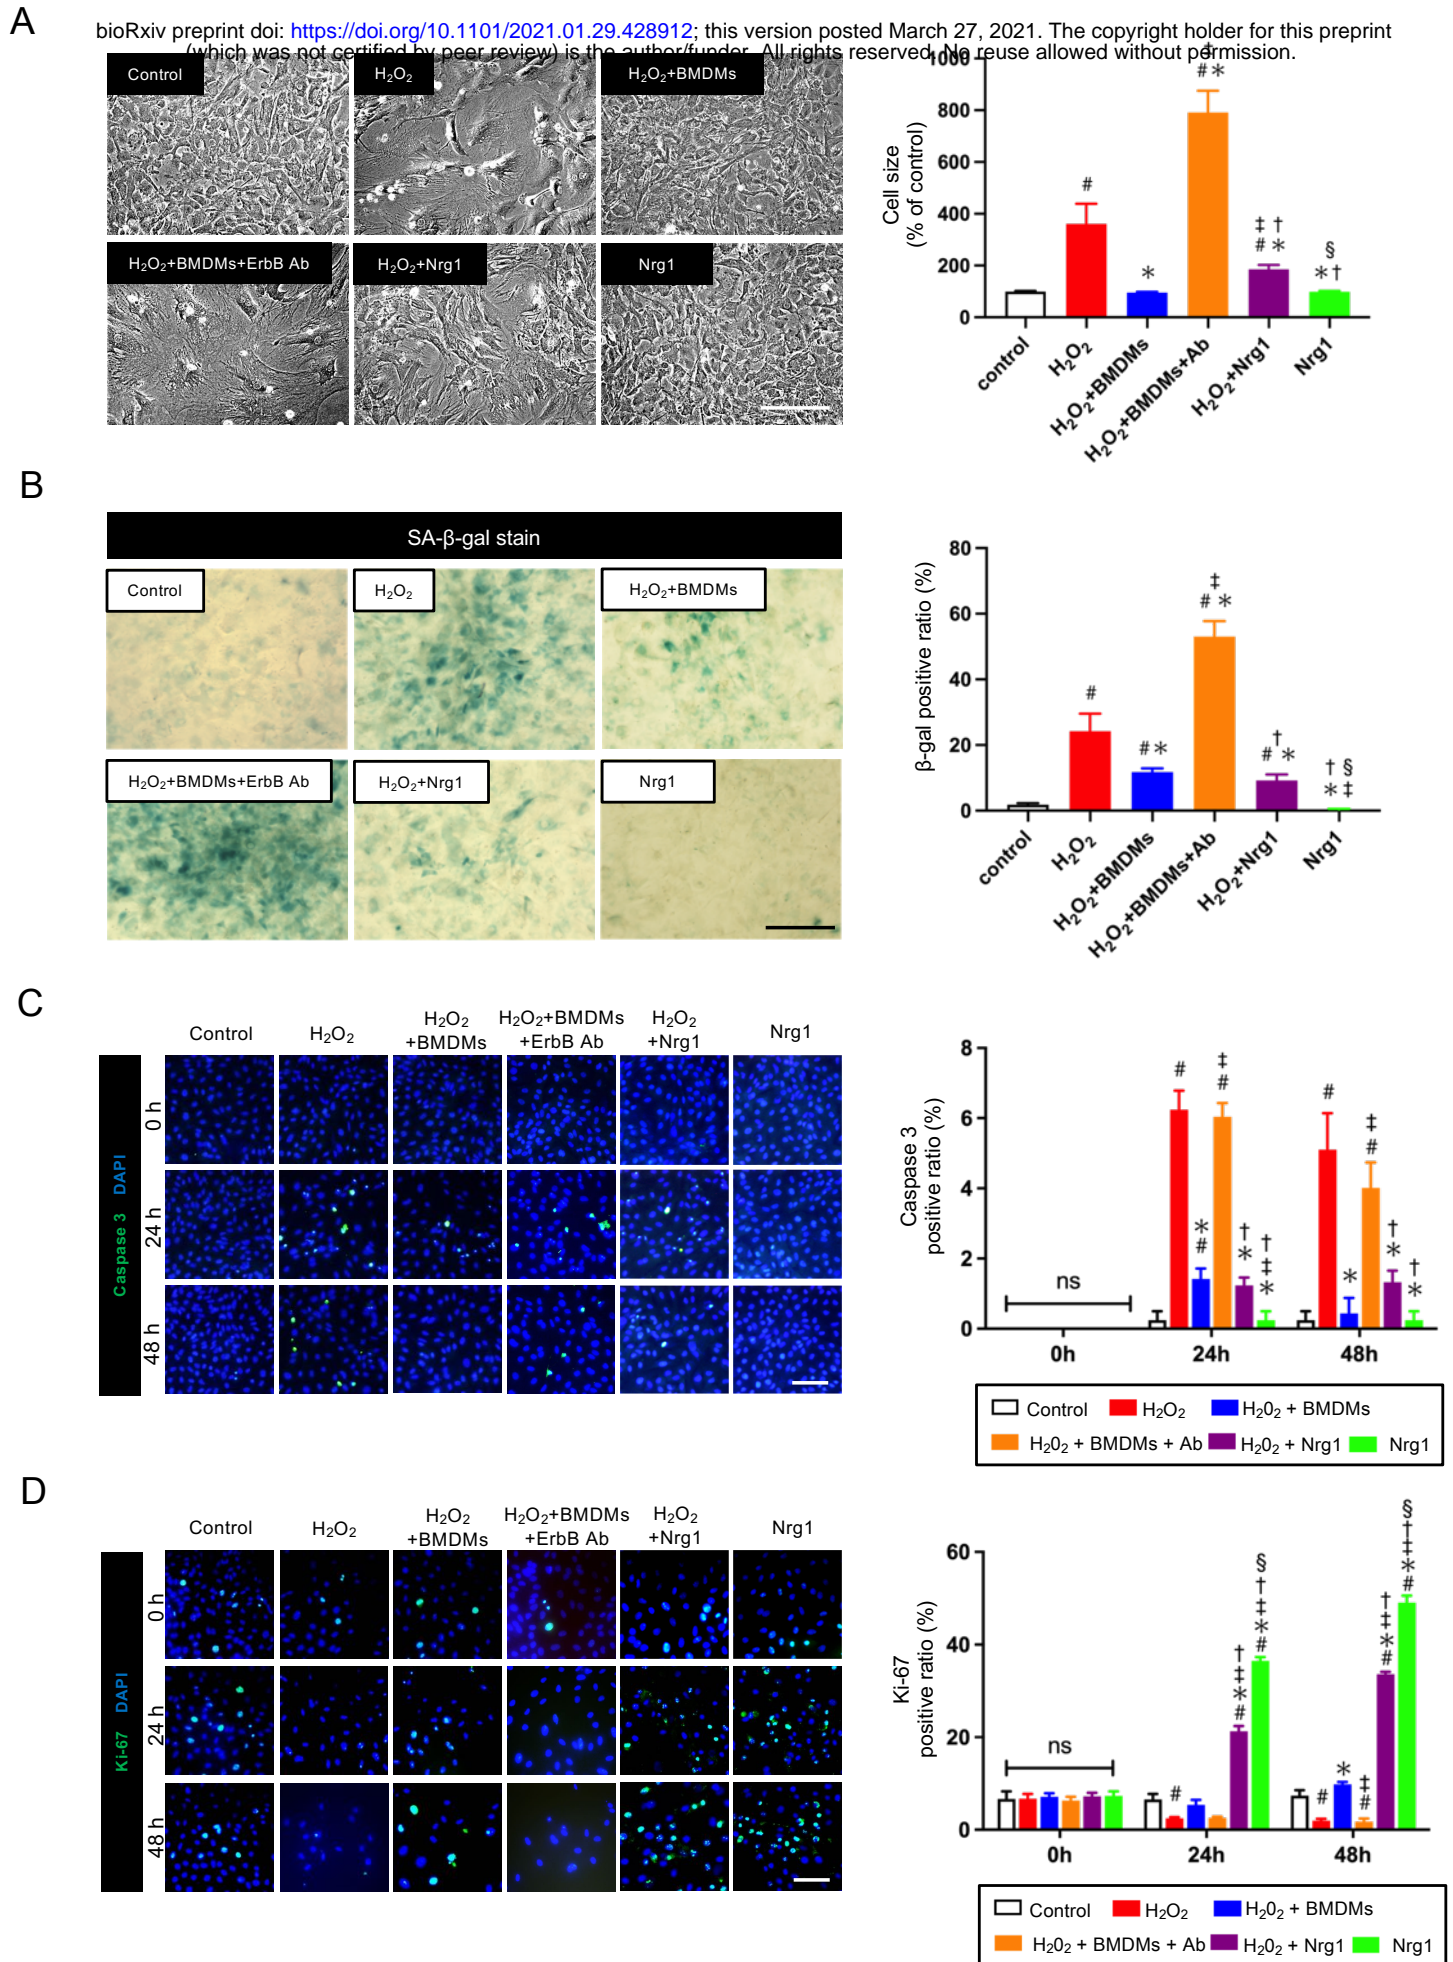 A
bioRxiv preprint doi: https://doi.org/10.1101/2021.01.29.428912; this version posted March 27, 2021. The copyright holder for this preprint
(which was not certified by peer review) is the author/funder. All rights reserved. No reuse allowed without permission.
Control
H₂O₂
H₂O₂+BMDMs
H₂O₂+BMDMs+ErbB Ab
H₂O₂+Nrg1
Nrg1
Cell size
(% of control)
1000
800
600
400
200
0
#
*
‡
# *
‡ †
# *
§
* †
control
H₂O₂
H₂O₂+BMDMs
H₂O₂+BMDMs+Ab
H₂O₂+Nrg1
Nrg1
B
SA-β-gal stain
Control
H₂O₂
H₂O₂+BMDMs
H₂O₂+BMDMs+ErbB Ab
H₂O₂+Nrg1
Nrg1
β-gal positive ratio (%)
80
60
40
20
0
#
# *
‡
# *
†
# *
† §
* ‡
control
H₂O₂
H₂O₂+BMDMs
H₂O₂+BMDMs+Ab
H₂O₂+Nrg1
Nrg1
C
Control
H₂O₂
H₂O₂
+BMDMs
H₂O₂+BMDMs
+ErbB Ab
H₂O₂
+Nrg1
Nrg1
Caspase 3 DAPI
0 h
24 h
48 h
Caspase 3
positive ratio (%)
8
6
4
2
0
ns
#
*
#
‡
#
†
*
†
‡
*
#
*
‡
#
†
*
†
*
0h
24h
48h
Control
H₂O₂
H₂0₂ + BMDMs
H₂0₂ + BMDMs + Ab
H₂0₂ + Nrg1
Nrg1
D
Control
H₂O₂
H₂O₂
+BMDMs
H₂O₂+BMDMs
+ErbB Ab
H₂O₂
+Nrg1
Nrg1
Ki-67 DAPI
0 h
24 h
48 h
Ki-67
positive ratio (%)
60
40
20
0
ns
#
†
‡
*
#
§
†
‡
*
#
#
*
‡
#
†
‡
*
#
§
†
‡
*
#
0h
24h
48h
Control
H₂O₂
H₂0₂ + BMDMs
H₂0₂ + BMDMs + Ab
H₂0₂ + Nrg1
Nrg1